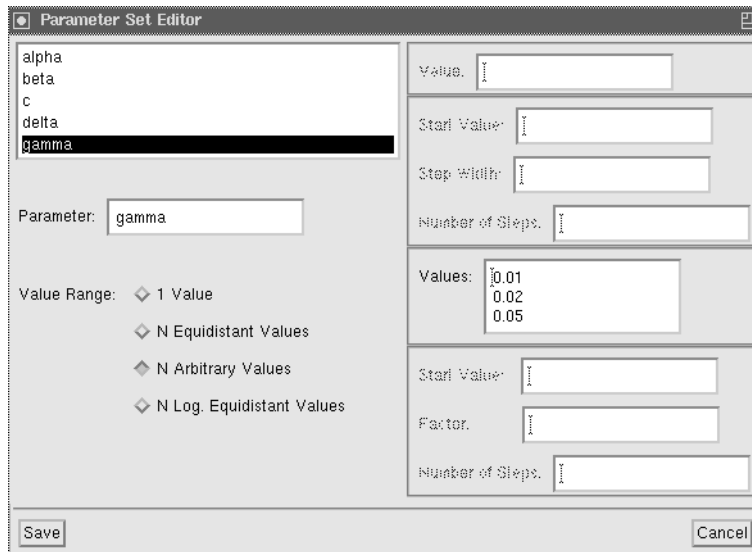 Parameter Set Editor
alpha
beta
c
delta
gamma
Parameter: gamma
Value Range: 1 Value
N Equidistant Values
N Arbitrary Values
N Log. Equidistant Values
Value:
Start Value:
Step Width:
Number of Steps:
Values: 0.01
0.02
0.05
Start Value:
Factor:
Number of Steps:
Save
Cancel